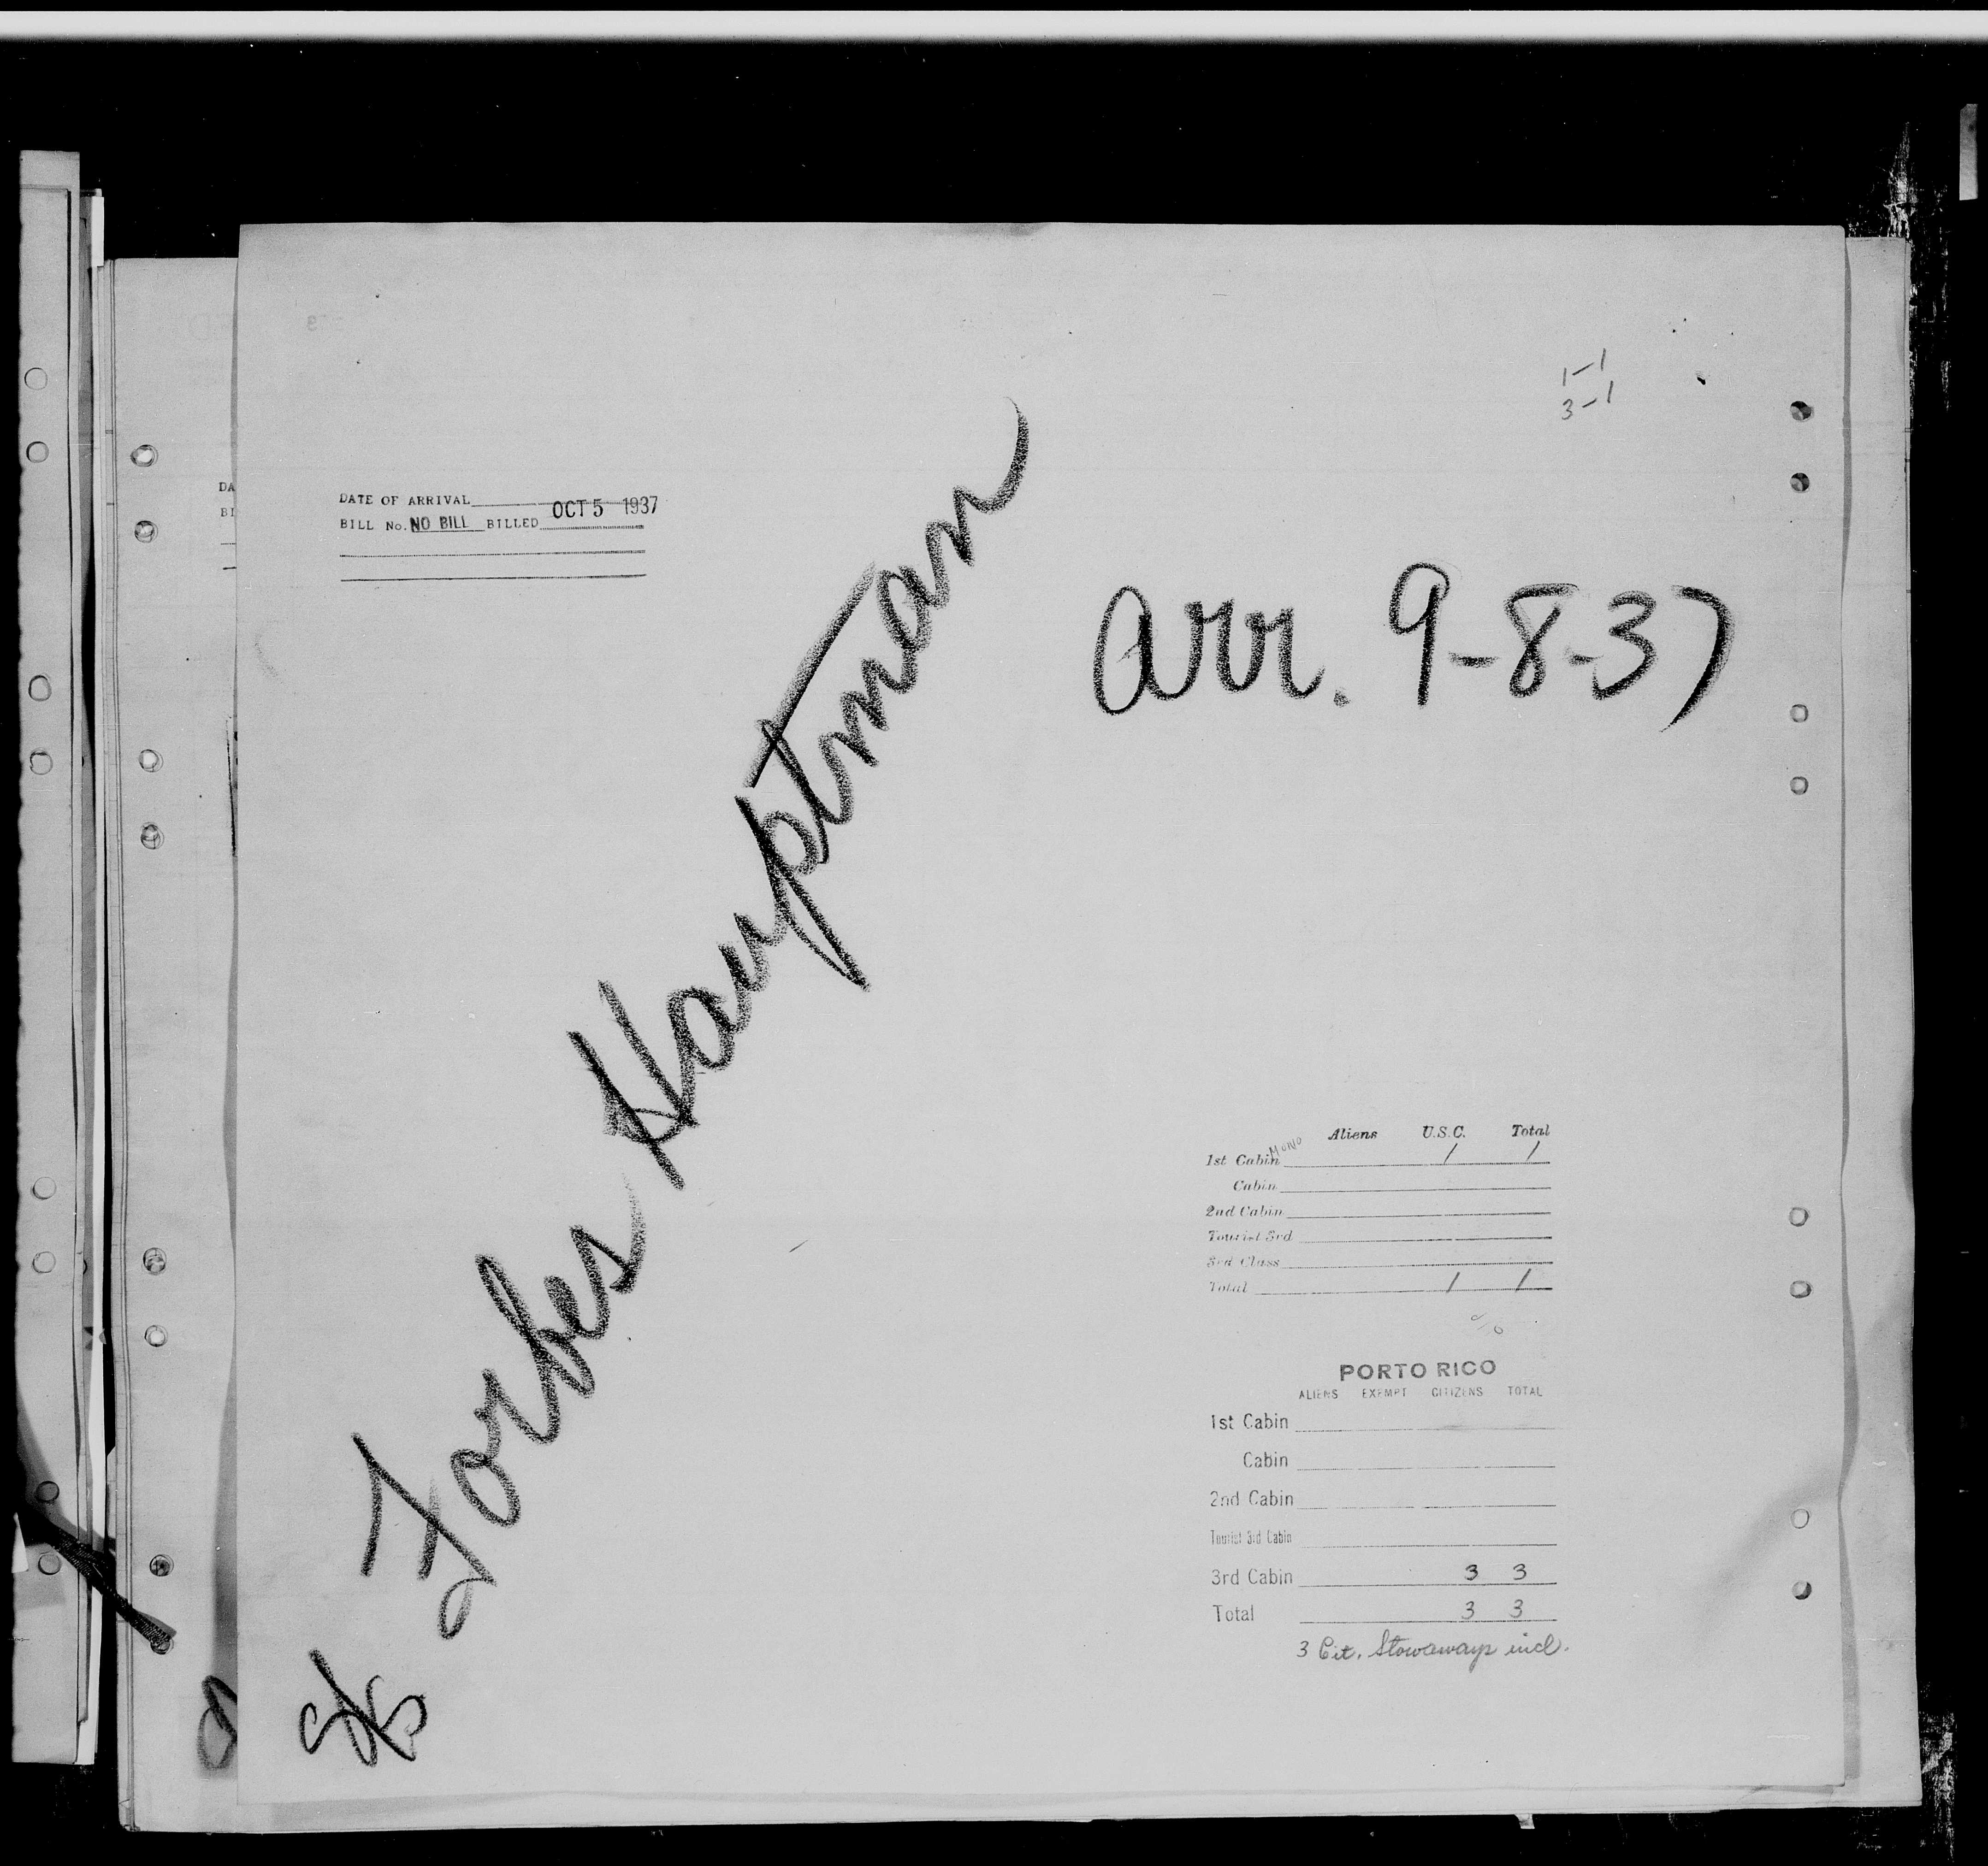 1-1
3-1
DATE OF ARRIVAL OCT 5 1937
BILL No. NO BILL BILLED
DA
BI
arr. 9-8-37
S/S Forbes Hauptman
Aliens U.S.C. Total
1st Cabin MONO 1 1
Cabin
2nd Cabin
Tourist 3rd
3rd Class
Total 1 1
PORTO RICO
ALIENS EXEMPT CITIZENS TOTAL
1st Cabin
Cabin
2nd Cabin
Tourist 3rd Cabin
3rd Cabin 3 3
Total 3 3
3 Cit. Stowaways incl.